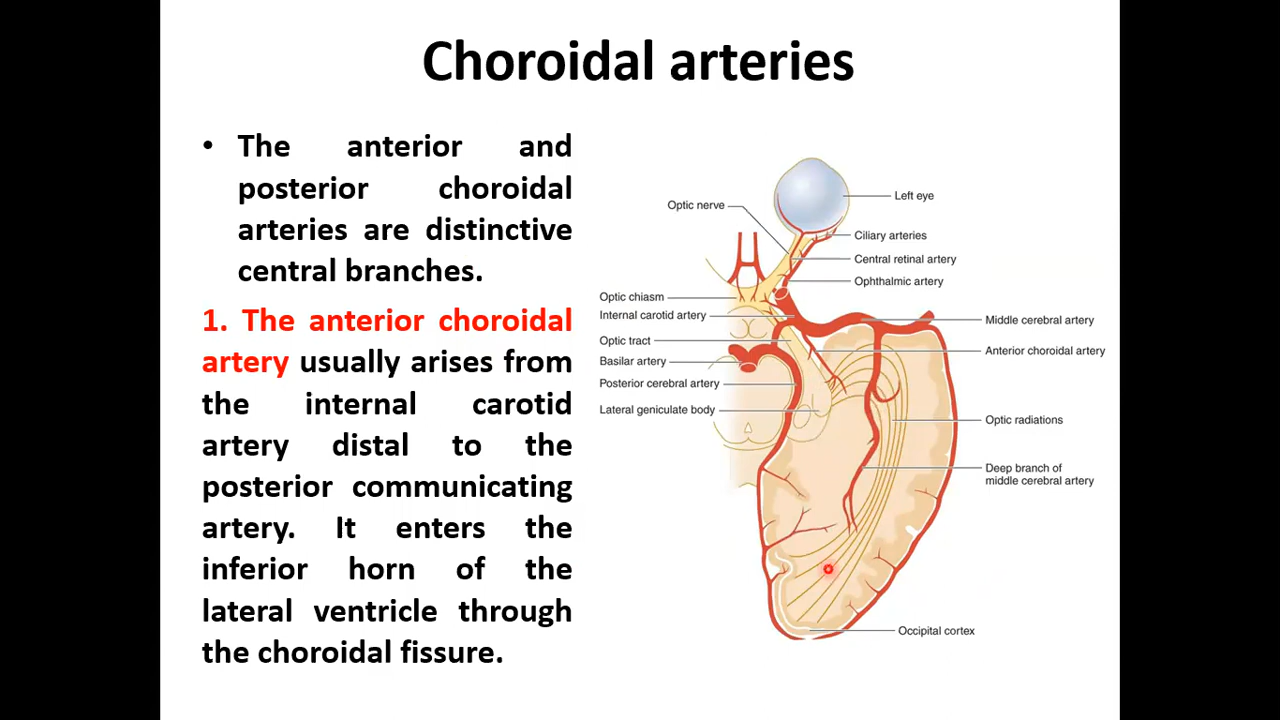 Choroidal arteries
• The anterior and
posterior choroidal
arteries are distinctive
central branches.
1. The anterior choroidal
artery usually arises from
the internal carotid
artery distal to the
posterior communicating
artery. It enters the
inferior horn of the
lateral ventricle through
the choroidal fissure.
Optic nerve
Optic chiasm
Internal carotid artery
Optic tract
Basilar artery
Posterior cerebral artery
Lateral geniculate body
Left eye
Ciliary arteries
Central retinal artery
Ophthalmic artery
Middle cerebral artery
Anterior choroidal artery
Optic radiations
Deep branch of
middle cerebral artery
Occipital cortex